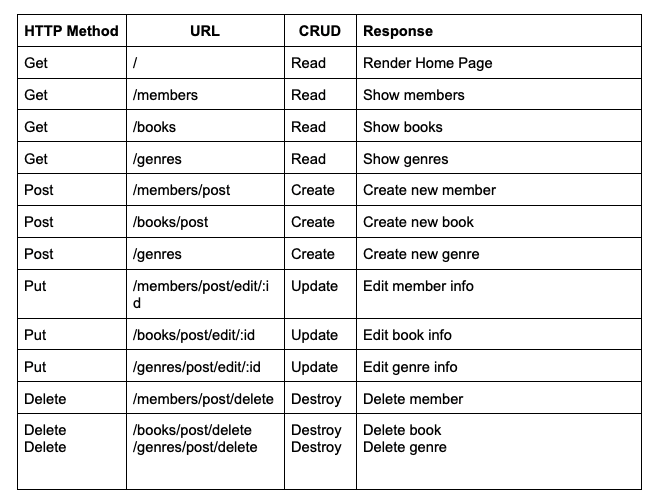 HTTP Method URL CRUD Response
Get / Read Render Home Page
Get /members Read Show members
Get /books Read Show books
Get /genres Read Show genres
Post /members/post Create Create new member
Post /books/post Create Create new book
Post /genres Create Create new genre
Put /members/post/edit/:i Update Edit member info
d
Put /books/post/edit/:id Update Edit book info
Put /genres/post/edit/:id Update Edit genre info
Delete /members/post/delete Destroy Delete member
Delete /books/post/delete Destroy Delete book
Delete /genres/post/delete Destroy Delete genre